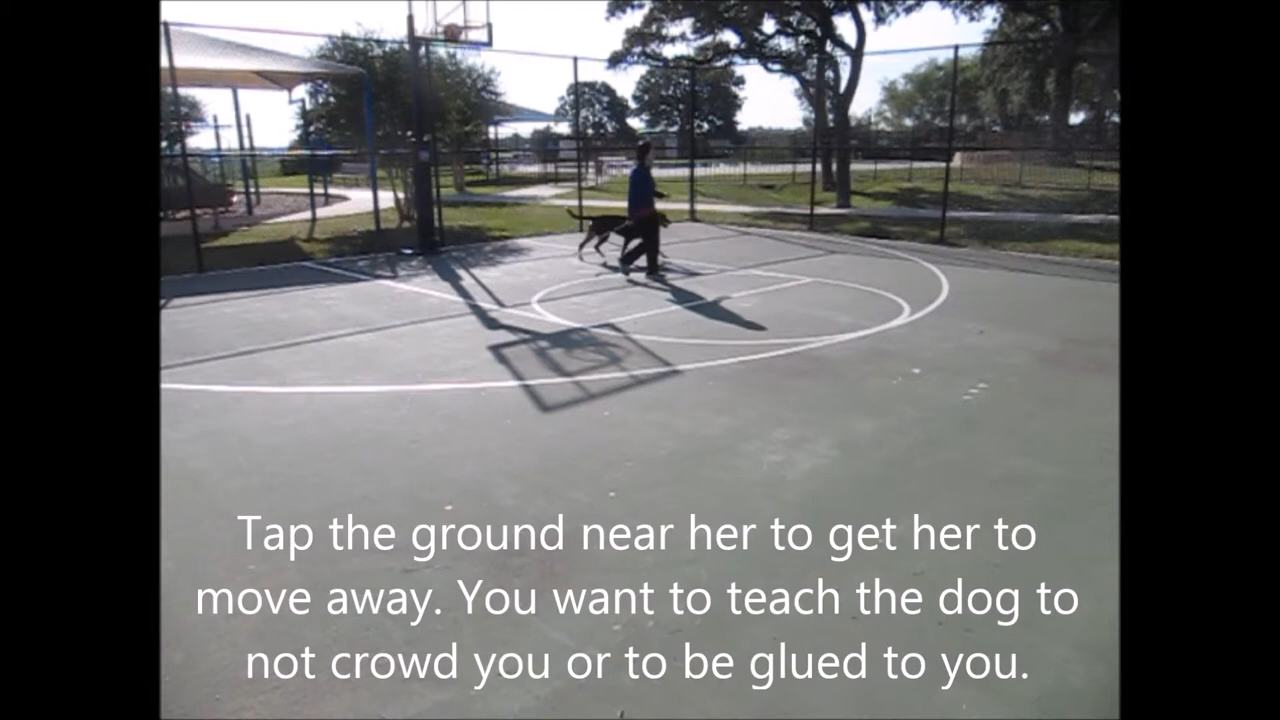 Tap the ground near her to get her to
move away. You want to teach the dog to
not crowd you or to be glued to you.